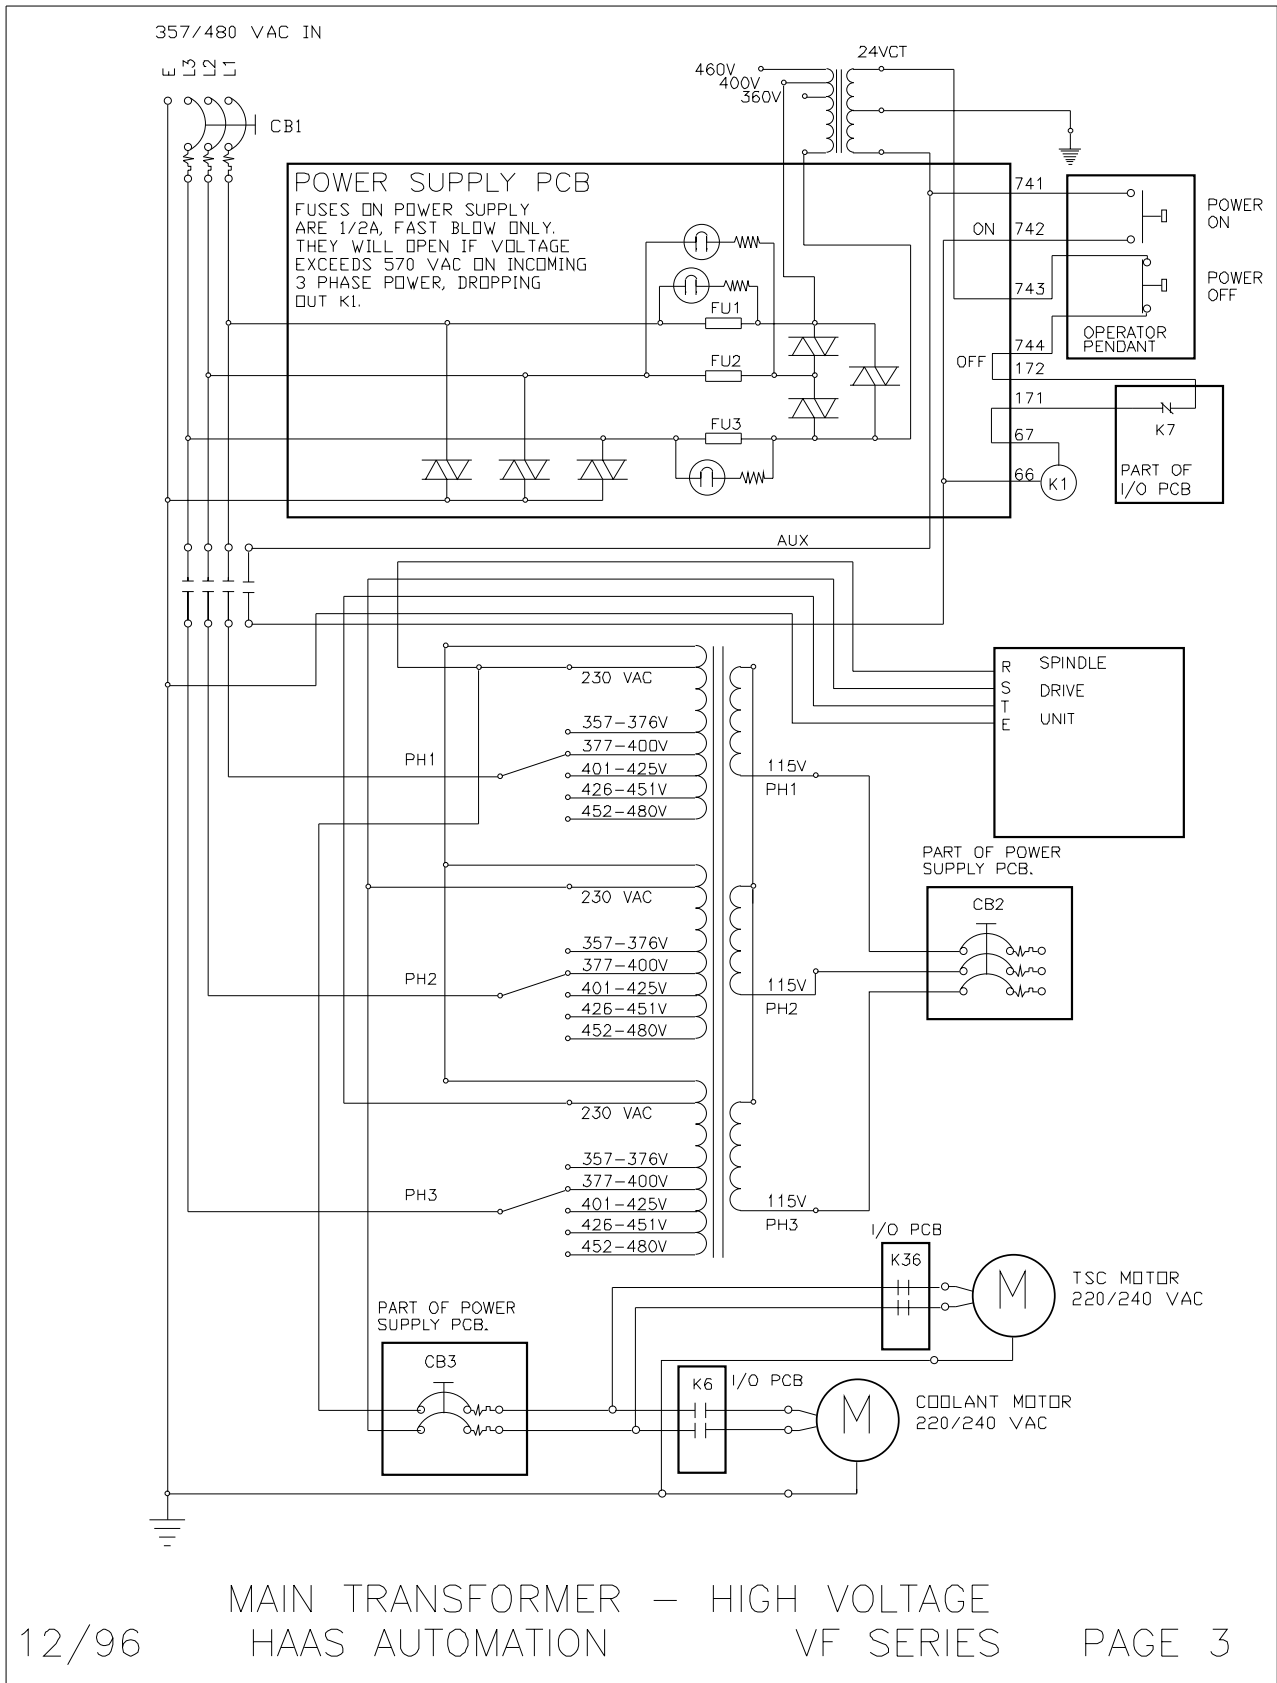 357/480 VAC IN
E L3 L2 L1
CB1
460V
400V
360V
24VCT
POWER SUPPLY PCB
FUSES ON POWER SUPPLY
ARE 1/2A, FAST BLOW ONLY.
THEY WILL OPEN IF VOLTAGE
EXCEEDS 570 VAC ON INCOMING
3 PHASE POWER, DROPPING
OUT K1.
FU1
FU2
FU3
741
ON 742
743
744
OFF
172
171
67
66
K1
POWER
ON
POWER
OFF
OPERATOR
PENDANT
K7
PART OF
I/O PCB
AUX
R
S
T
E
SPINDLE
DRIVE
UNIT
230 VAC
357-376V
377-400V
401-425V
426-451V
452-480V
PH1
115V
PH1
230 VAC
357-376V
377-400V
401-425V
426-451V
452-480V
PH2
115V
PH2
PART OF POWER
SUPPLY PCB.
CB2
230 VAC
357-376V
377-400V
401-425V
426-451V
452-480V
PH3
115V
PH3
I/O PCB
K36
M
TSC MOTOR
220/240 VAC
PART OF POWER
SUPPLY PCB.
CB3
K6
I/O PCB
M
COOLANT MOTOR
220/240 VAC
MAIN TRANSFORMER - HIGH VOLTAGE
12/96 HAAS AUTOMATION VF SERIES PAGE 3